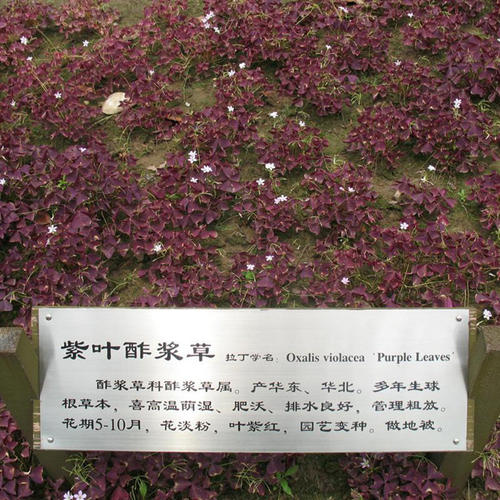 紫叶酢浆草 拉丁学名: Oxalis violacea 'Purple Leaves'
酢浆草科酢浆草属。产华东、华北。多年生球
根草本，喜高温荫湿、肥沃、排水良好，管理粗放。
花期5-10月，花淡粉，叶紫红，园艺变种。做地被。